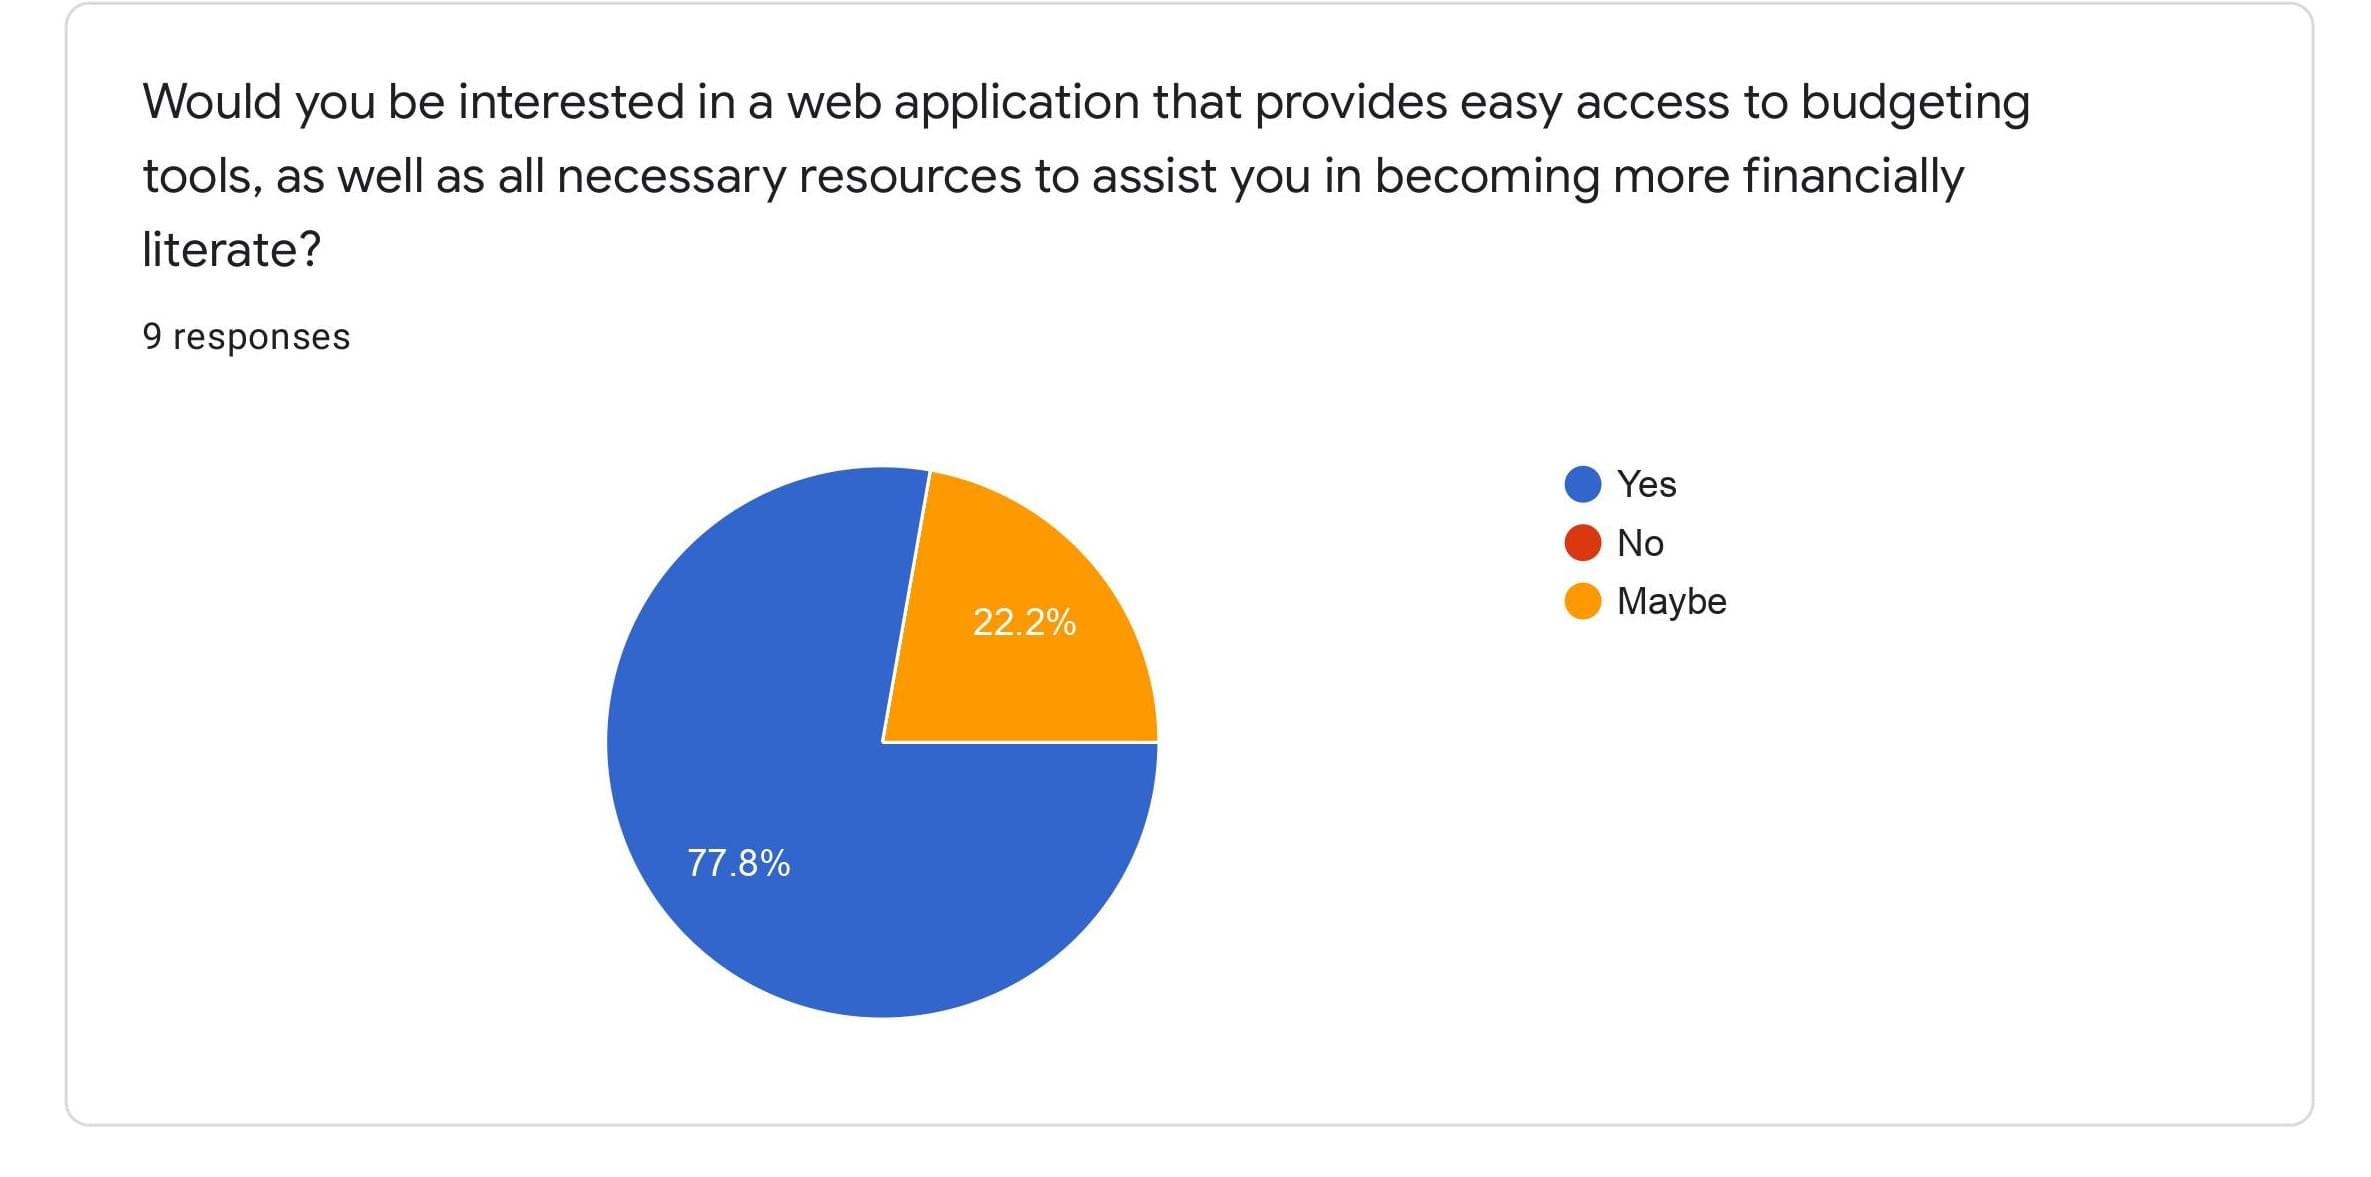 Would you be interested in a web application that provides easy access to budgeting
tools, as well as all necessary resources to assist you in becoming more financially
literate?
9 responses
Yes
No
Maybe
22.2%
77.8%